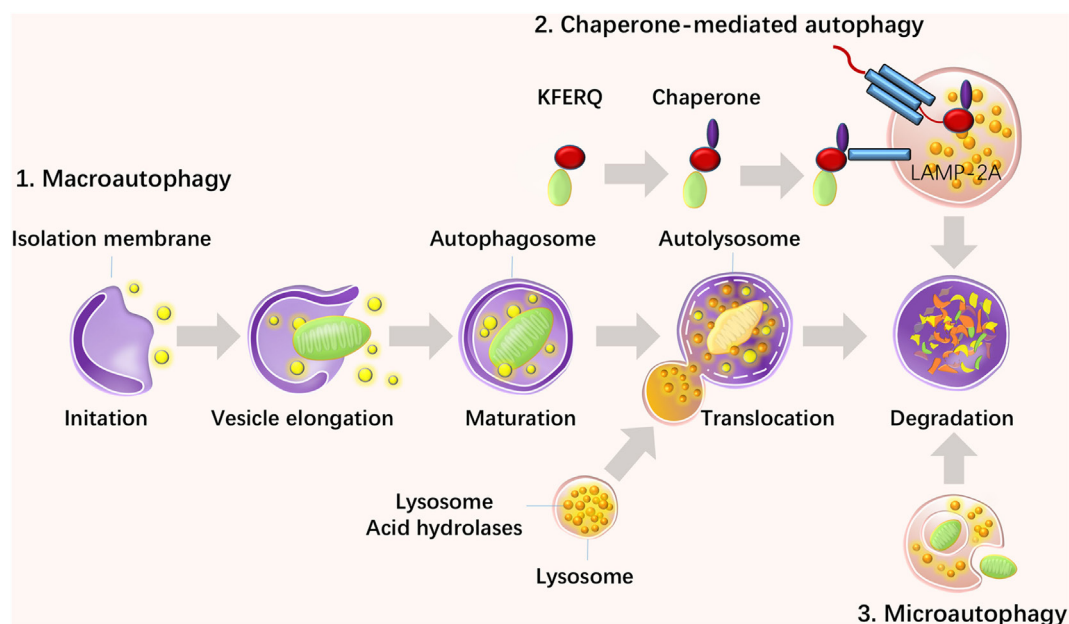 2. Chaperone-mediated autophagy
KFERQ
Chaperone
LAMP-2A
1. Macroautophagy
Isolation membrane
Autophagosome
Autolysosome
Initation
Vesicle elongation
Maturation
Translocation
Degradation
Lysosome
Acid hydrolases
Lysosome
3. Microautophagy